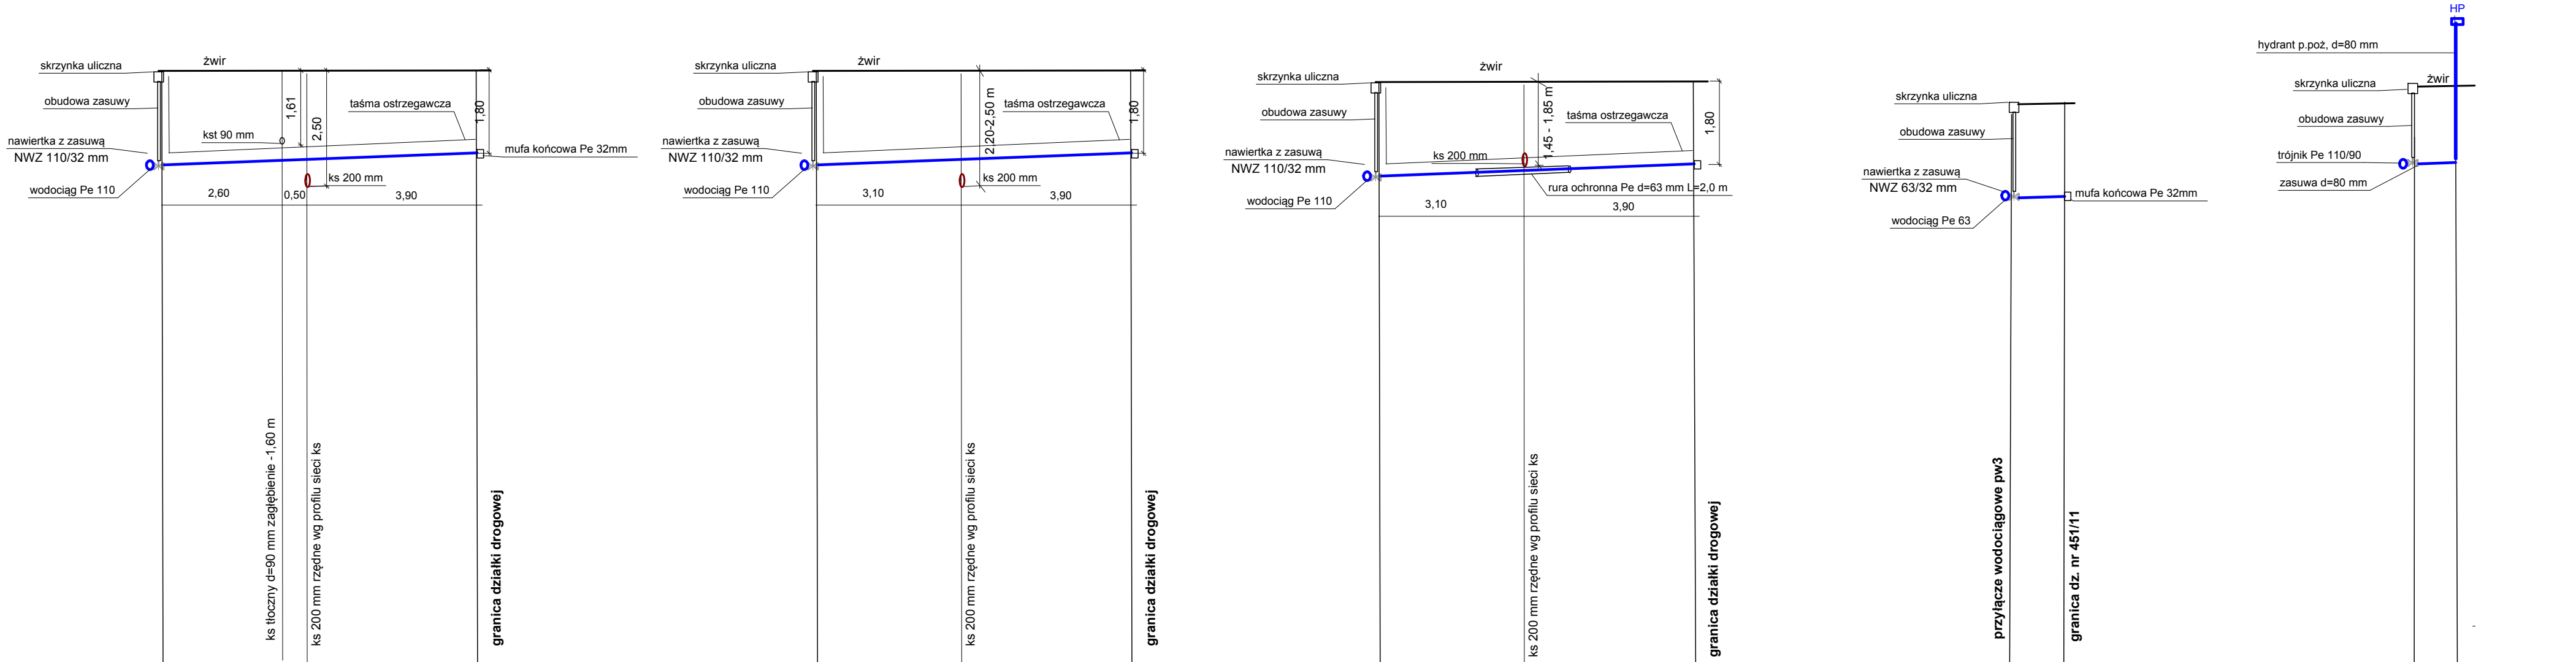 żwir
skrzynka uliczna
obudowa zasuwy
1,61
2,50
1,80
taśma ostrzegawcza
kst 90 mm
nawiertka z zasuwą
NWZ 110/32 mm
mufa końcowa Pe 32mm
wodociąg Pe 110
ks 200 mm
2,60
0,50
3,90
ks tłoczny d=90 mm zagłębienie -1,60 m
ks 200 mm rzędne wg profilu sieci ks
granica działki drogowej
żwir
skrzynka uliczna
obudowa zasuwy
2,20-2,50 m
taśma ostrzegawcza
1,80
nawiertka z zasuwą
NWZ 110/32 mm
wodociąg Pe 110
ks 200 mm
3,10
3,90
ks 200 mm rzędne wg profilu sieci ks
granica działki drogowej
żwir
skrzynka uliczna
obudowa zasuwy
1,45 - 1,85 m
taśma ostrzegawcza
1,80
nawiertka z zasuwą
NWZ 110/32 mm
ks 200 mm
rura ochronna Pe d=63 mm L=2,0 m
wodociąg Pe 110
3,10
3,90
ks 200 mm rzędne wg profilu sieci ks
granica działki drogowej
skrzynka uliczna
obudowa zasuwy
nawiertka z zasuwą
NWZ 63/32 mm
mufa końcowa Pe 32mm
wodociąg Pe 63
przyłącze wodociągowe pw3
granica dz. nr 451/11
HP
hydrant p.poż, d=80 mm
skrzynka uliczna
żwir
obudowa zasuwy
trójnik Pe 110/90
zasuwa d=80 mm